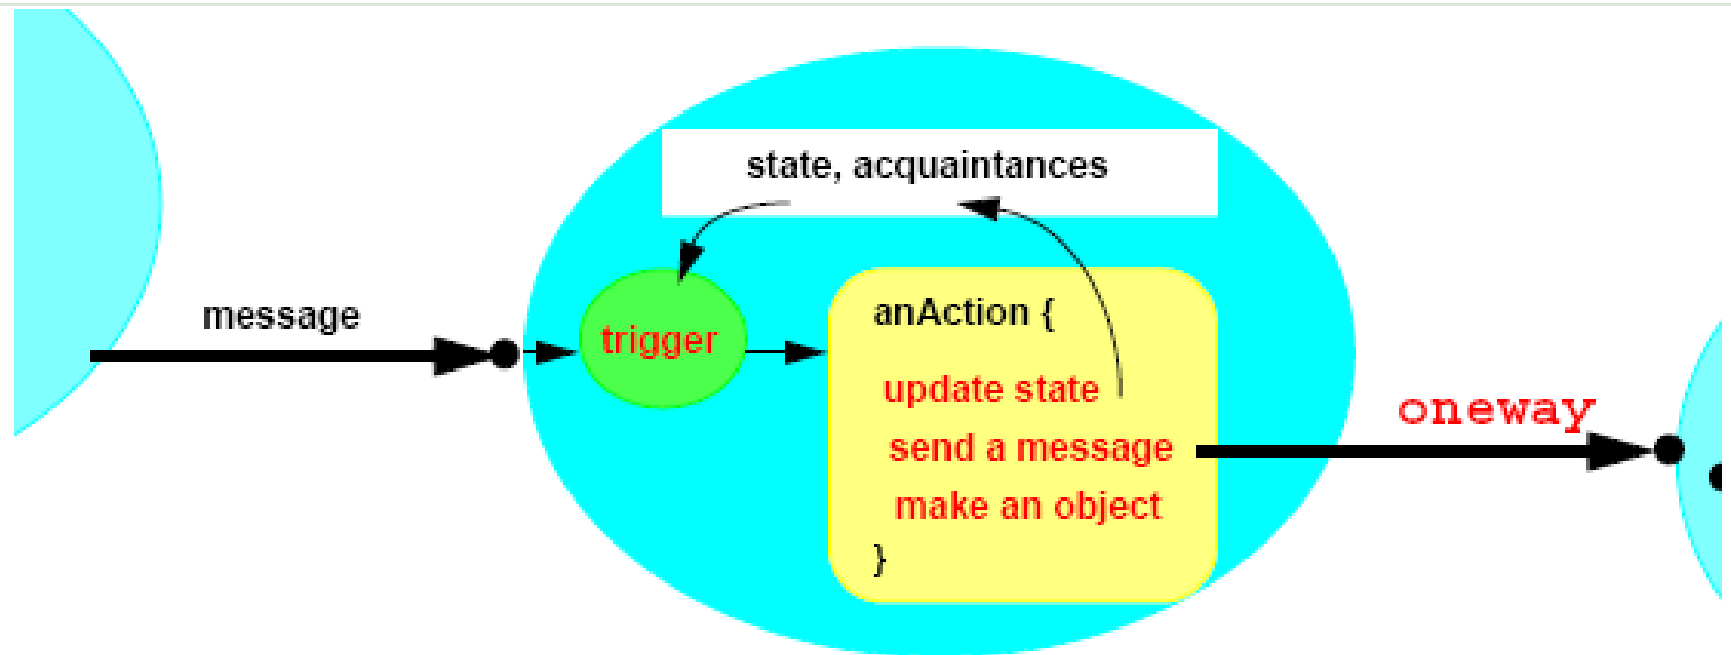 state, acquaintances
message
trigger
anAction {
update state
send a message
make an object
}
oneway